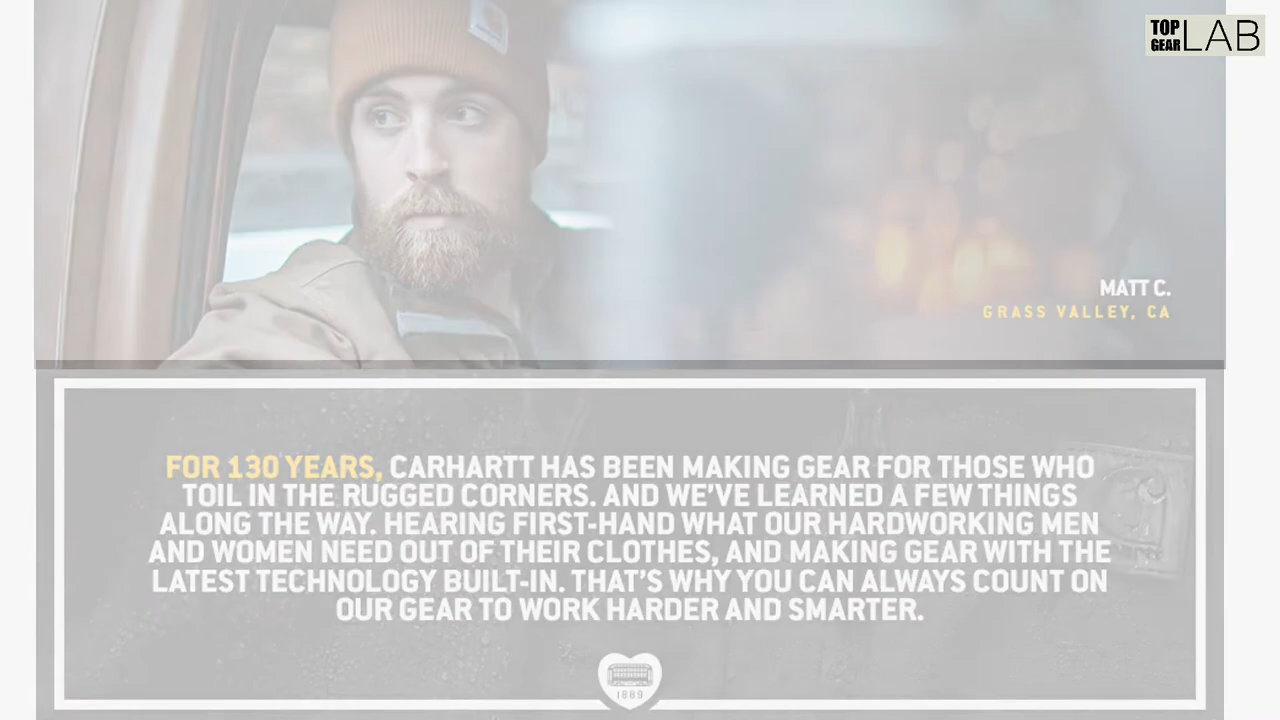 TOP
GEAR LAB
MATT C.
GRASS VALLEY, CA
FOR 130 YEARS, CARHARTT HAS BEEN MAKING GEAR FOR THOSE WHO
TOIL IN THE RUGGED CORNERS. AND WE'VE LEARNED A FEW THINGS
ALONG THE WAY. HEARING FIRST-HAND WHAT OUR HARDWORKING MEN
AND WOMEN NEED OUT OF THEIR CLOTHES, AND MAKING GEAR WITH THE
LATEST TECHNOLOGY BUILT-IN. THAT'S WHY YOU CAN ALWAYS COUNT ON
OUR GEAR TO WORK HARDER AND SMARTER.
1889